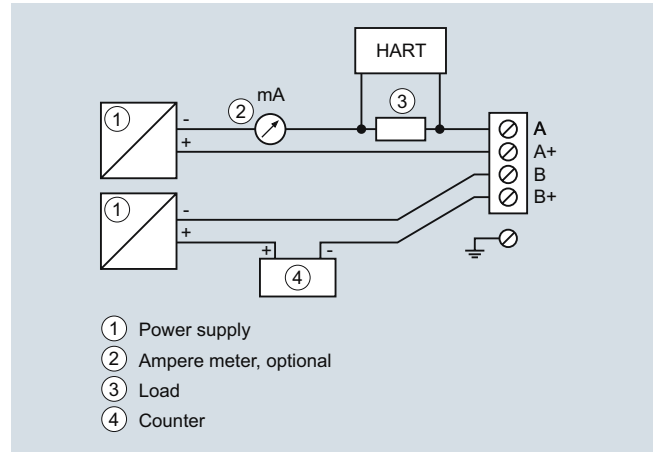 HART
mA
1
2
3
-
+
A
A+
B
B+
1
-
+
+
-
4
1 Power supply
2 Ampere meter, optional
3 Load
4 Counter